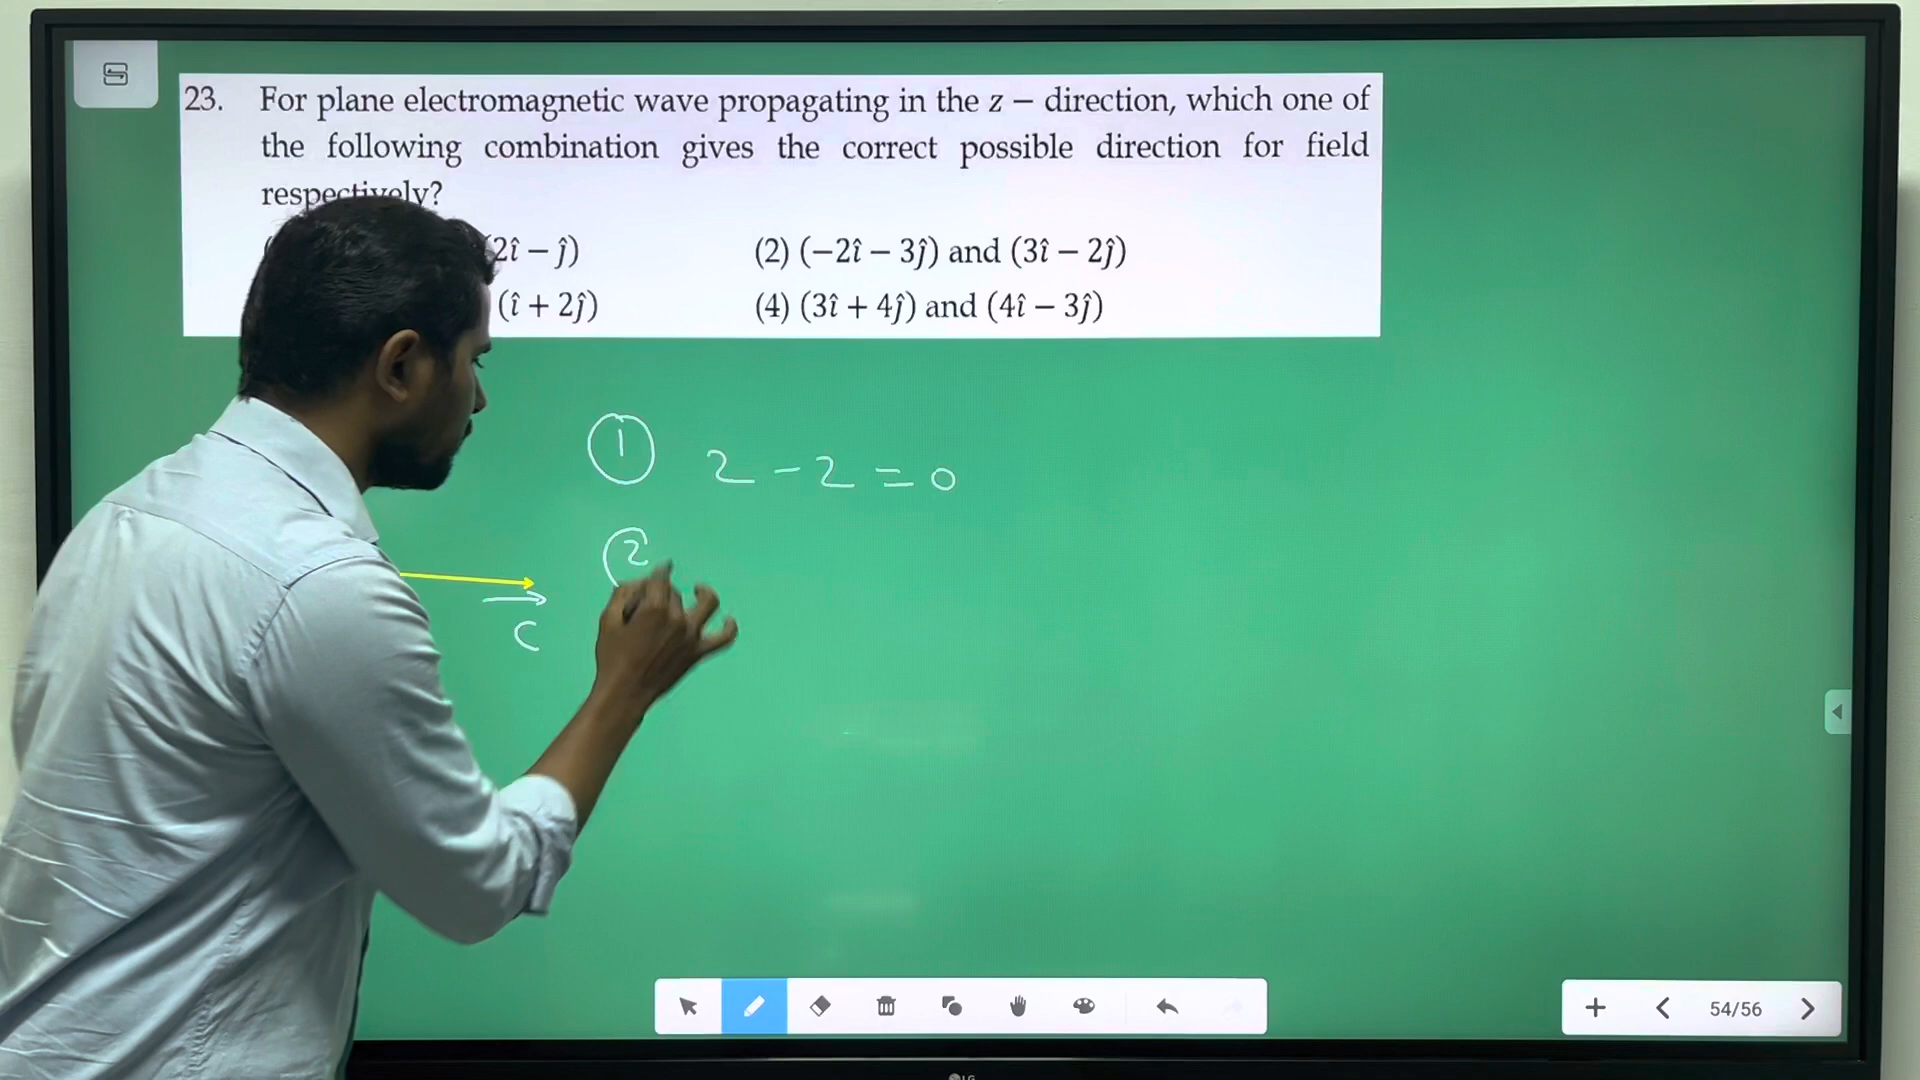 23. For plane electromagnetic wave propagating in the z – direction, which one of
the following combination gives the correct possible direction for field
respectively?
2î – ĵ) (2) (–2î – 3ĵ) and (3î – 2ĵ)
(î + 2ĵ) (4) (3î + 4ĵ) and (4î – 3ĵ)
1 2 – 2 = 0
2
C
54/56
LG